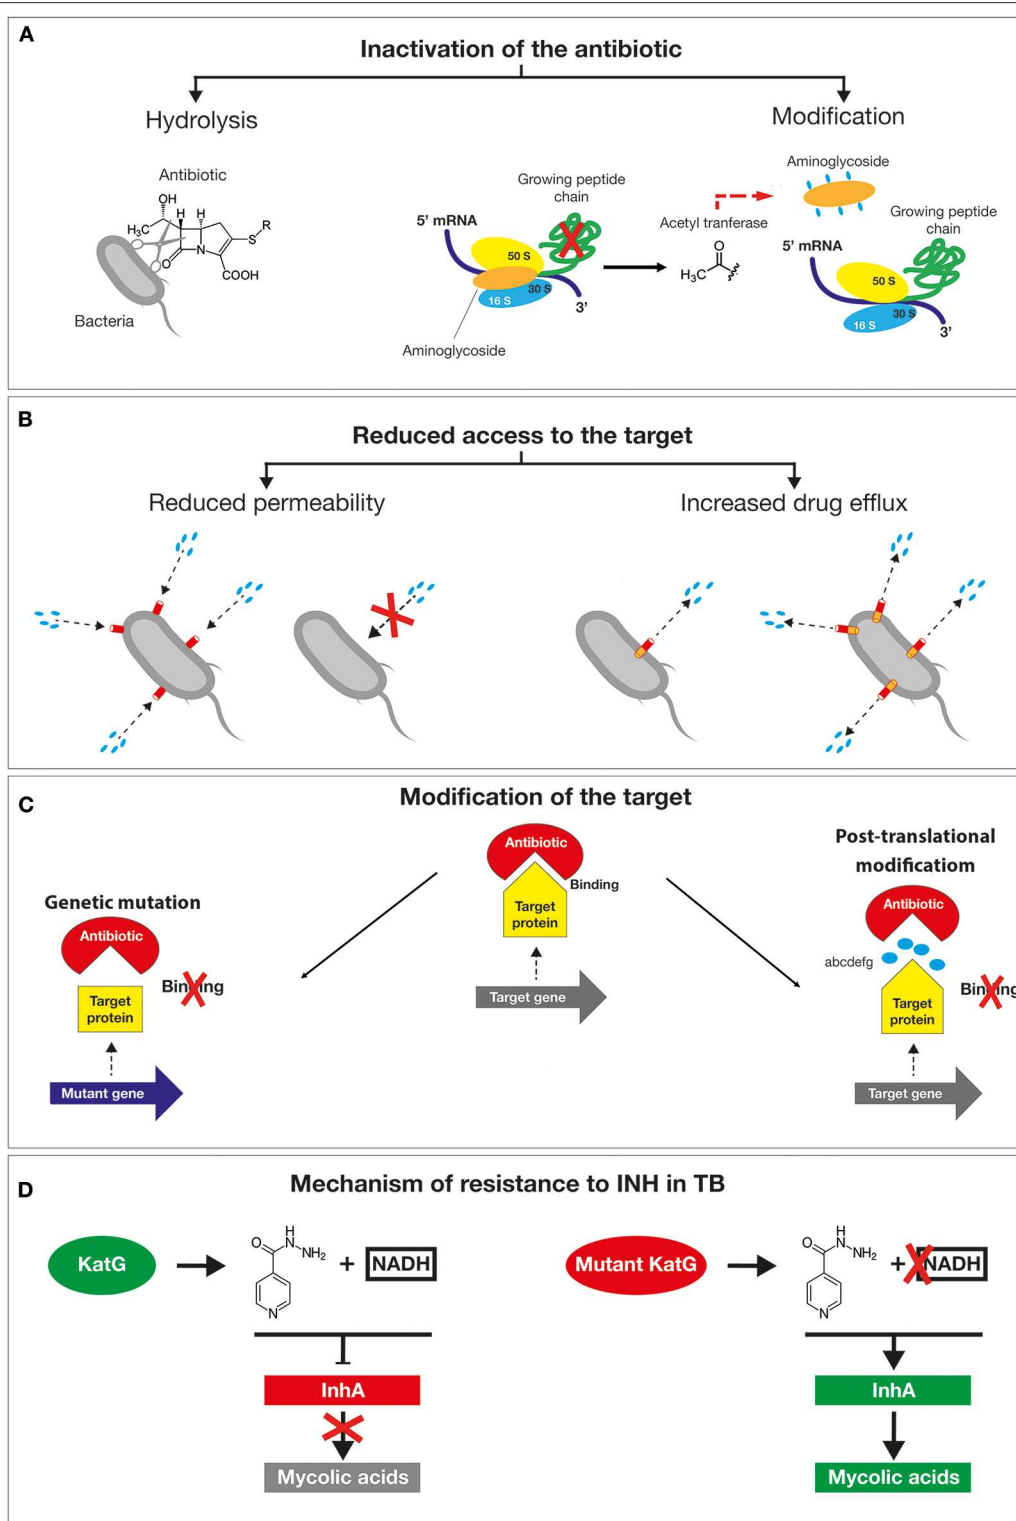 A
Inactivation of the antibiotic
Hydrolysis
Modification
Antibiotic
OH
H₃C
H
H
S
R
N
O
COOH
Bacteria
5' mRNA
Growing peptide
chain
50 S
30 S
16 S
3'
Aminoglycoside
Acetyl tranferase
O
H₃C
Aminoglycoside
Growing peptide
chain
5' mRNA
50 S
30 S
16 S
3'
B
Reduced access to the target
Reduced permeability
Increased drug efflux
C
Modification of the target
Antibiotic
Binding
Target
protein
Target gene
Genetic mutation
Antibiotic
Binding
Target
protein
Mutant gene
Post-translational
modificatiom
Antibiotic
abcdefg
Binding
Target
protein
Target gene
D
Mechanism of resistance to INH in TB
KatG
O
H
N
NH₂
N
+
NADH
InhA
Mycolic acids
Mutant KatG
O
H
N
NH₂
N
+
NADH
InhA
Mycolic acids